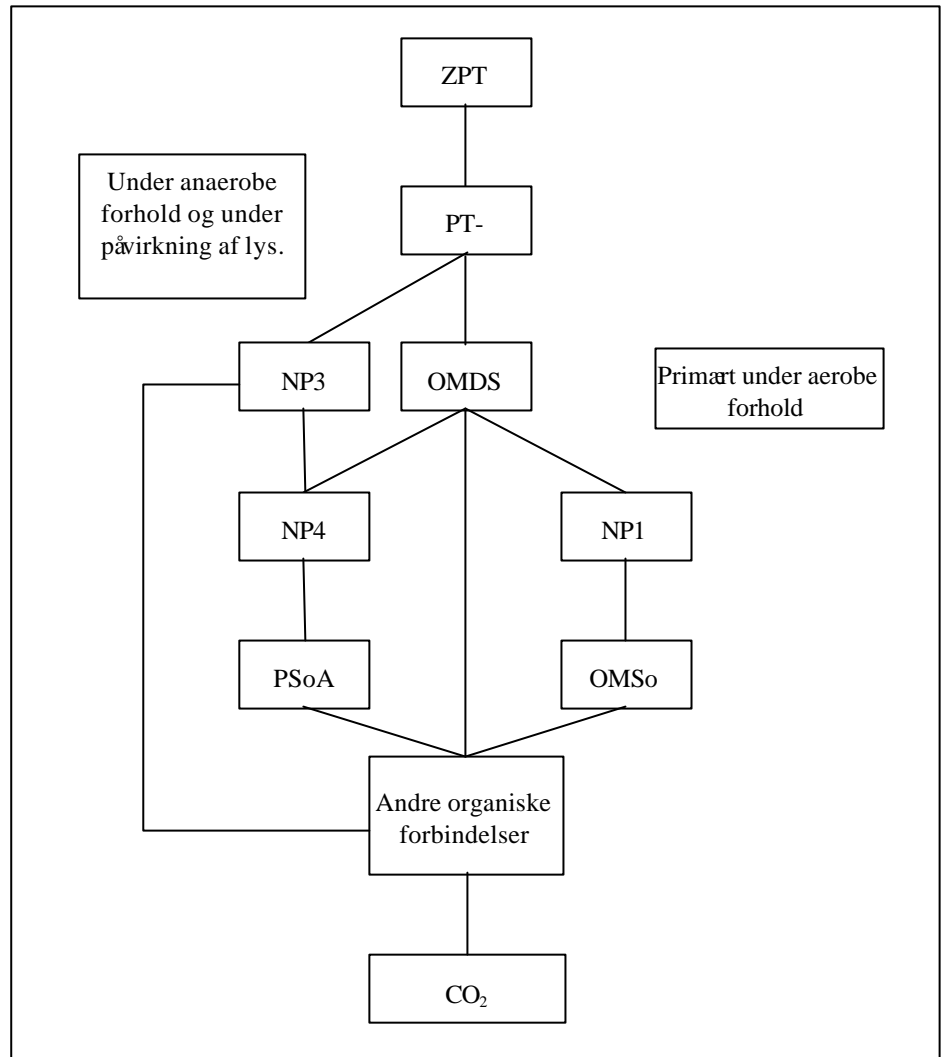 ZPT
Under anaerobe
forhold og under
påvirkning af lys.
PT-
NP3
OMDS
Primært under aerobe
forhold
NP4
NP1
PSoA
OMSo
Andre organiske
forbindelser
CO₂